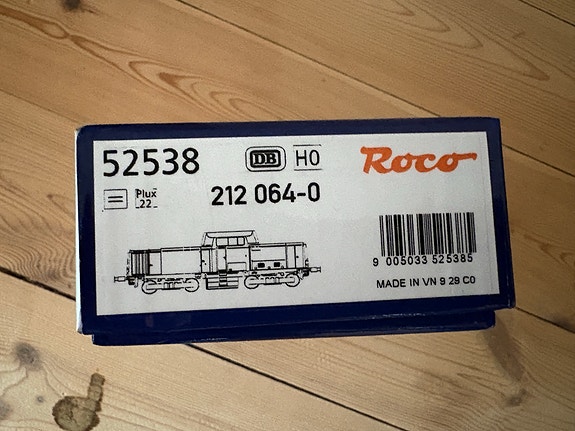 52538 DB H0 Roco
Plux 22 212 064-0
9 005033 525385
MADE IN VN 9 29 C0